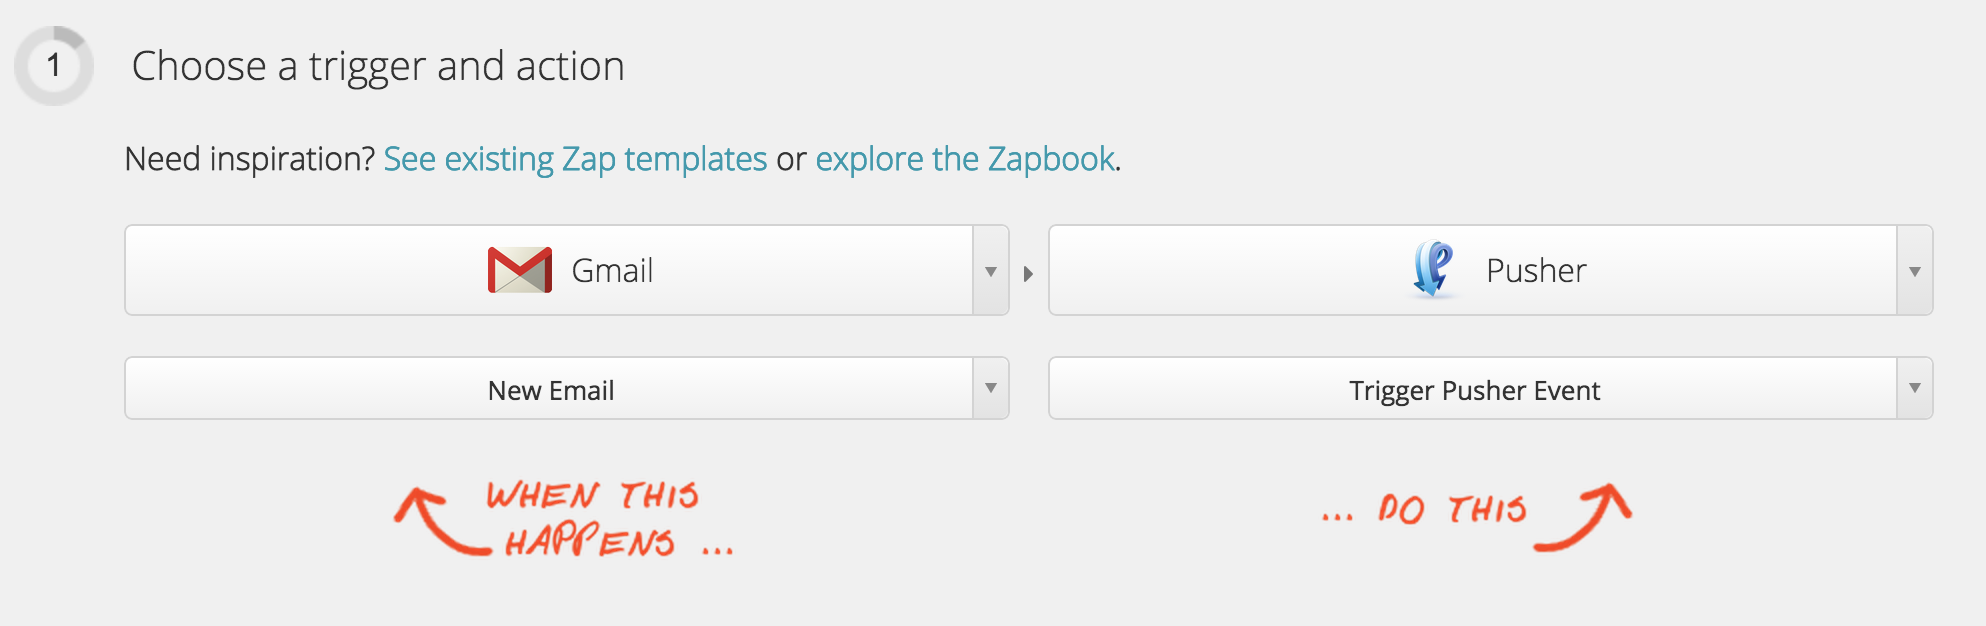 1
Choose a trigger and action
Need inspiration? See existing Zap templates or explore the Zapbook.
Gmail
Pusher
New Email
Trigger Pusher Event
WHEN THIS
HAPPENS ...
... DO THIS